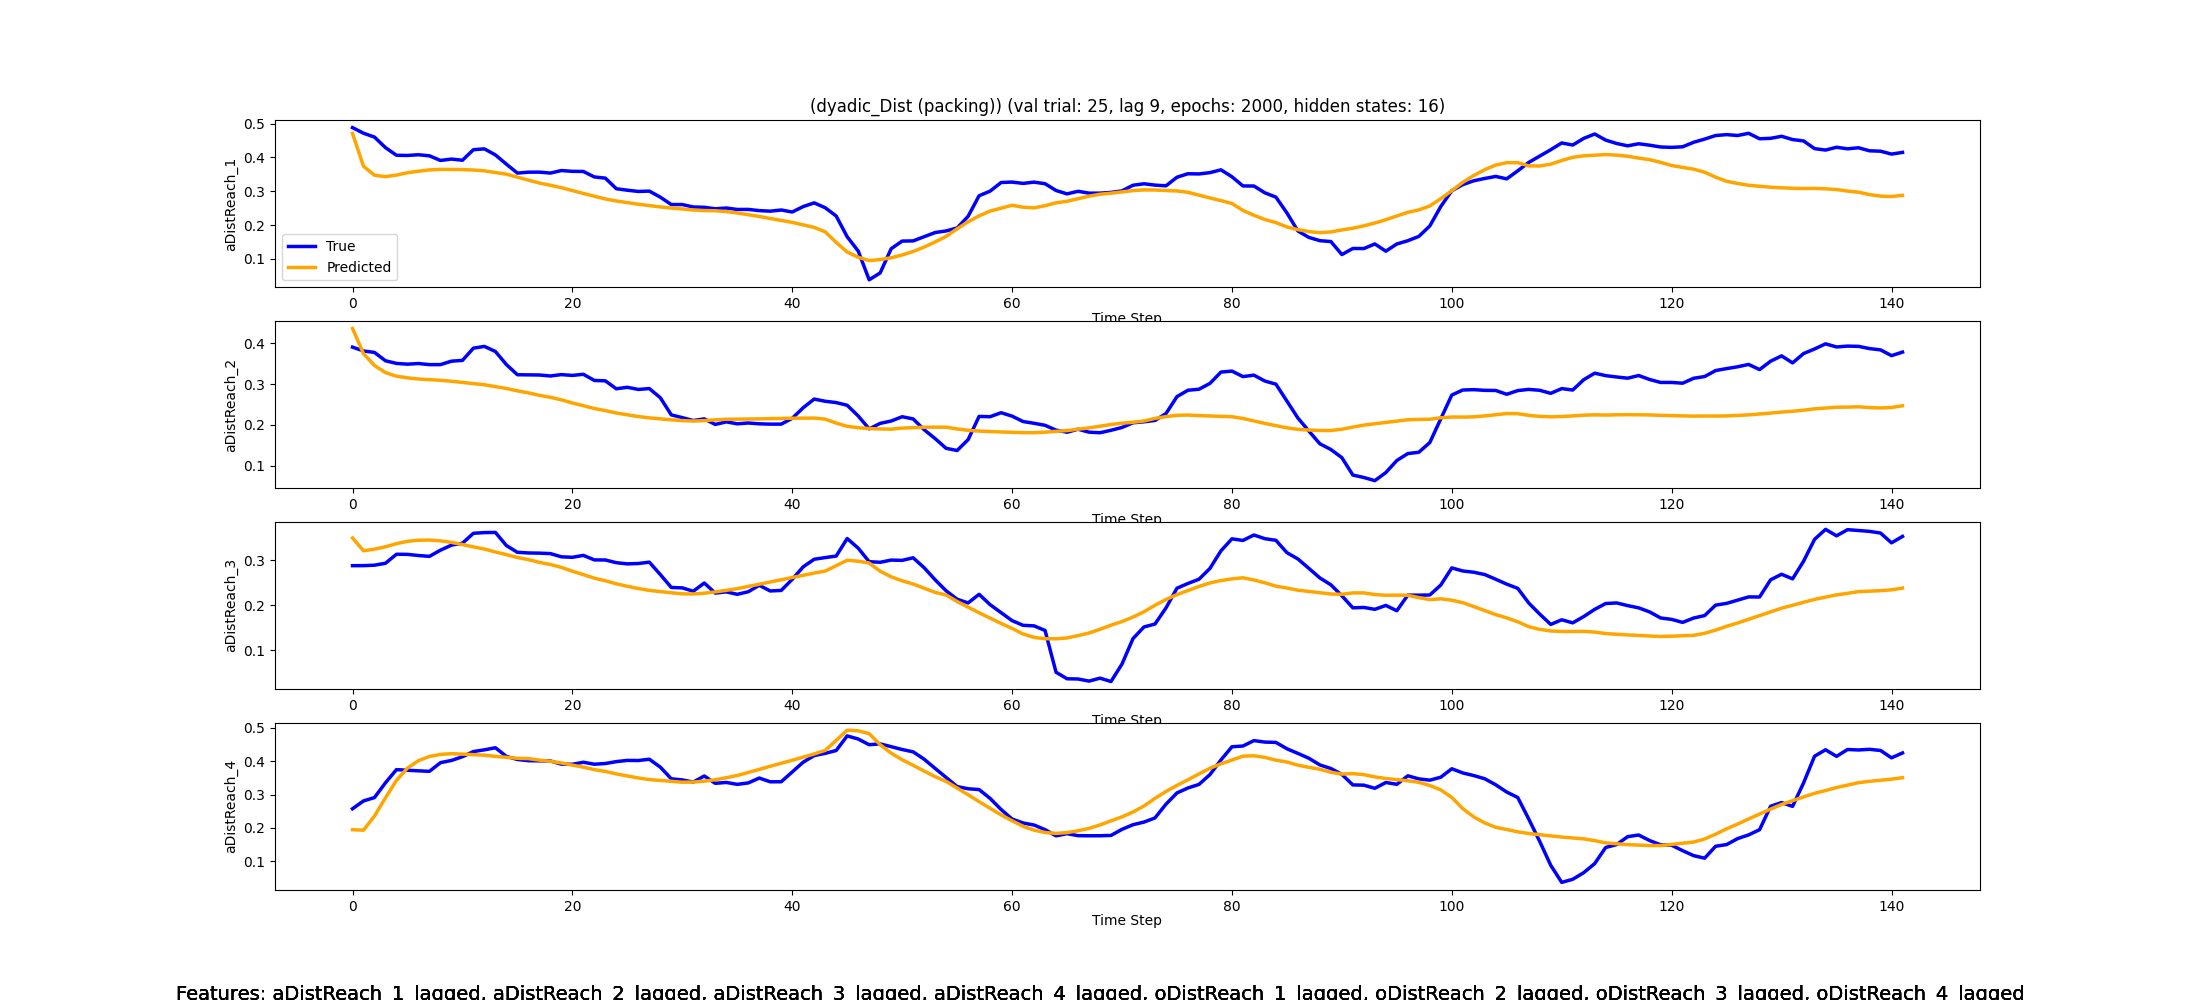 (dyadic_Dist (packing)) (val trial: 25, lag 9, epochs: 2000, hidden states: 16)
aDistReach_1
0.5
0.4
0.3
0.2
0.1
True
Predicted
0 20 40 60 80 100 120 140
Time Step
aDistReach_2
0.4
0.3
0.2
0.1
0 20 40 60 80 100 120 140
Time Step
aDistReach_3
0.3
0.2
0.1
0 20 40 60 80 100 120 140
Time Step
aDistReach_4
0.5
0.4
0.3
0.2
0.1
0 20 40 60 80 100 120 140
Time Step
Features: aDistReach_1_lagged, aDistReach_2_lagged, aDistReach_3_lagged, aDistReach_4_lagged, oDistReach_1_lagged, oDistReach_2_lagged, oDistReach_3_lagged, oDistReach_4_lagged